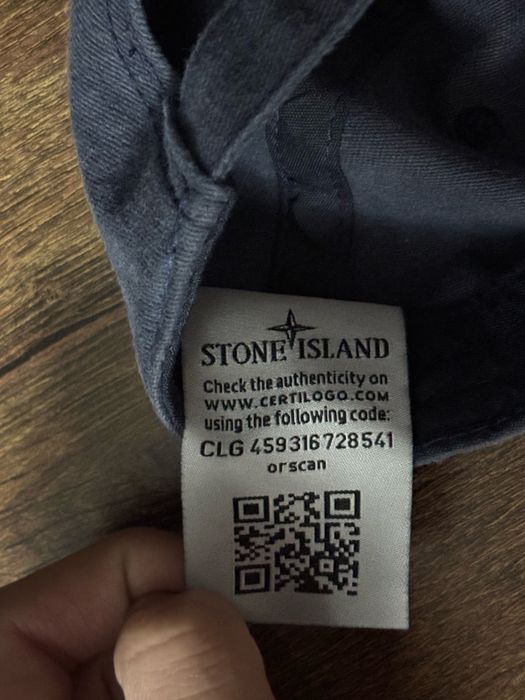 STONE ISLAND
Check the authenticity on
WWW.CERTILOGO.COM
using the following code:
CLG 459316728541
or scan